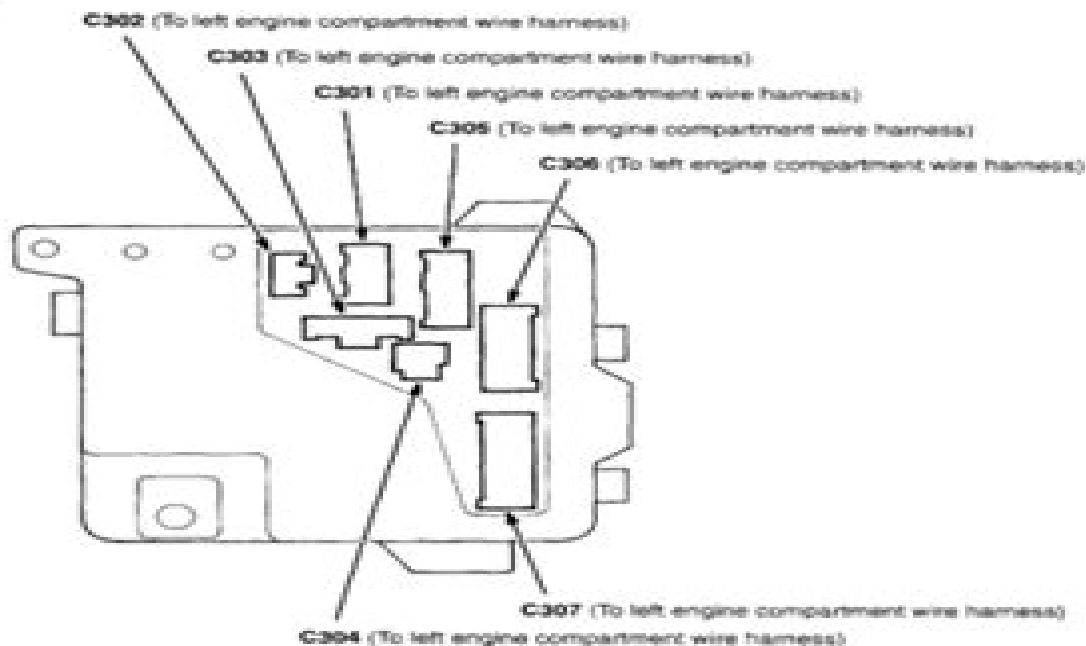 C302 (To left engine compartment wire harness)
C303 (To left engine compartment wire harness)
C301 (To left engine compartment wire harness)
C305 (To left engine compartment wire harness)
C306 (To left engine compartment wire harness)
C307 (To left engine compartment wire harness)
C304 (To left engine compartment wire harness)